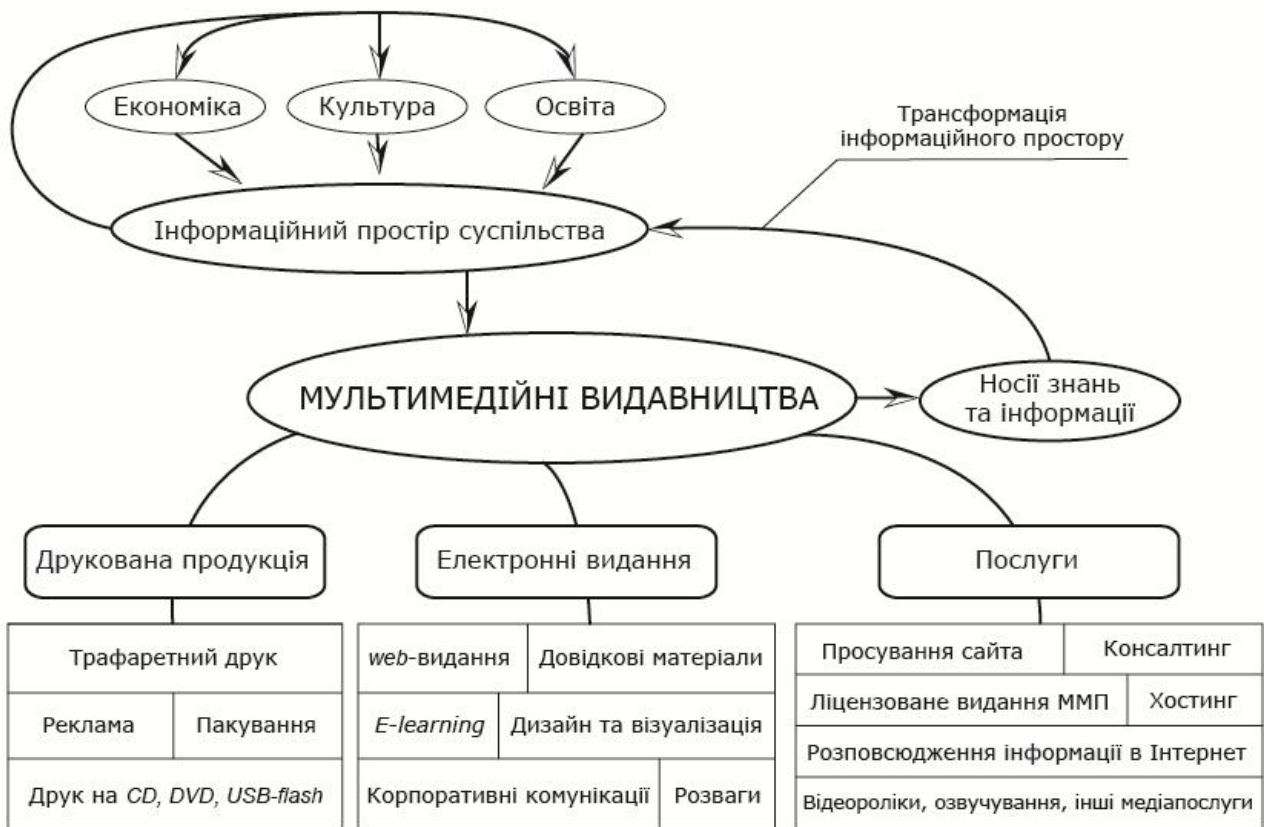 Економіка
Культура
Освіта
Трансформація
інформаційного простору
Інформаційний простір суспільства
МУЛЬТИМЕДІЙНІ ВИДАВНИЦТВА
Носії знань
та інформації
Друкована продукція
Електронні видання
Послуги
Трафаретний друк
Реклама
Пакування
Друк на CD, DVD, USB-flash
web-видання
Довідкові матеріали
E-learning
Дизайн та візуалізація
Корпоративні комунікації
Розваги
Просування сайта
Консалтинг
Ліцензоване видання ММП
Хостинг
Розповсюдження інформації в Інтернет
Відеороліки, озвучування, інші медіапослуги